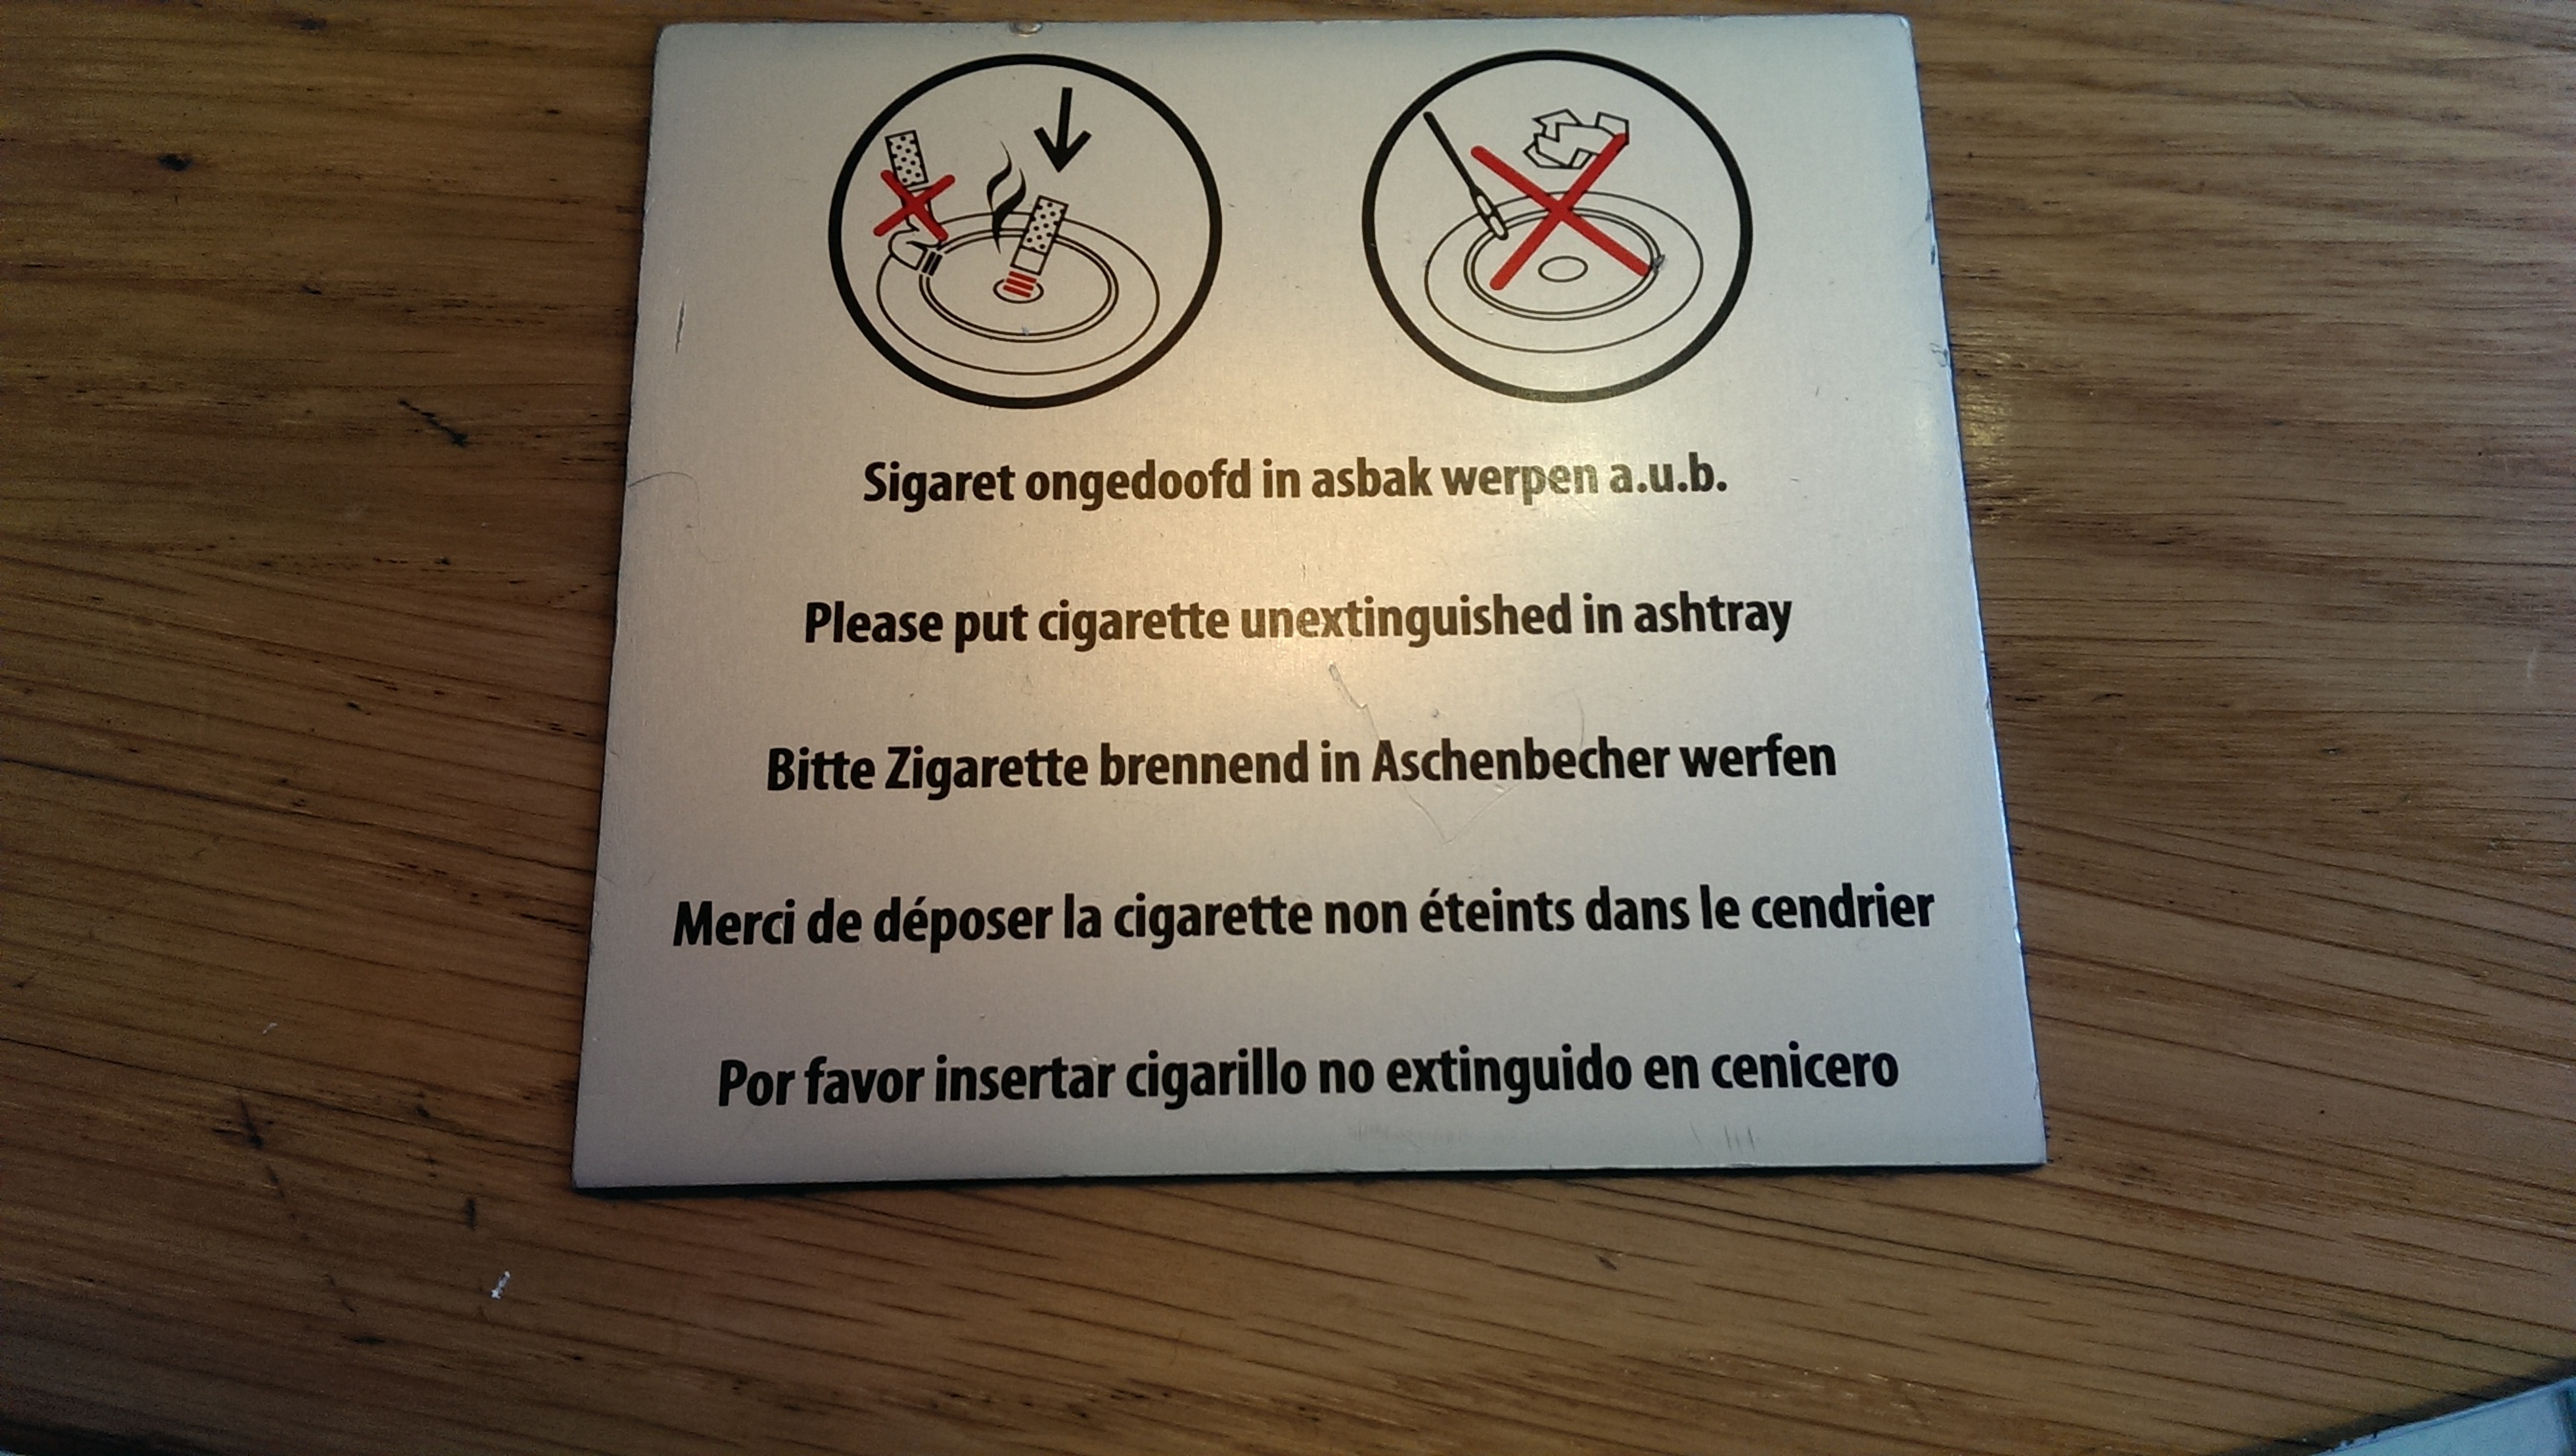 Sigaret ongedoofd in asbak werpen a.u.b.
Please put cigarette unextinguished in ashtray
Bitte Zigarette brennend in Aschenbecher werfen
Merci de déposer la cigarette non éteints dans le cendrier
Por favor insertar cigarillo no extinguido en cenicero